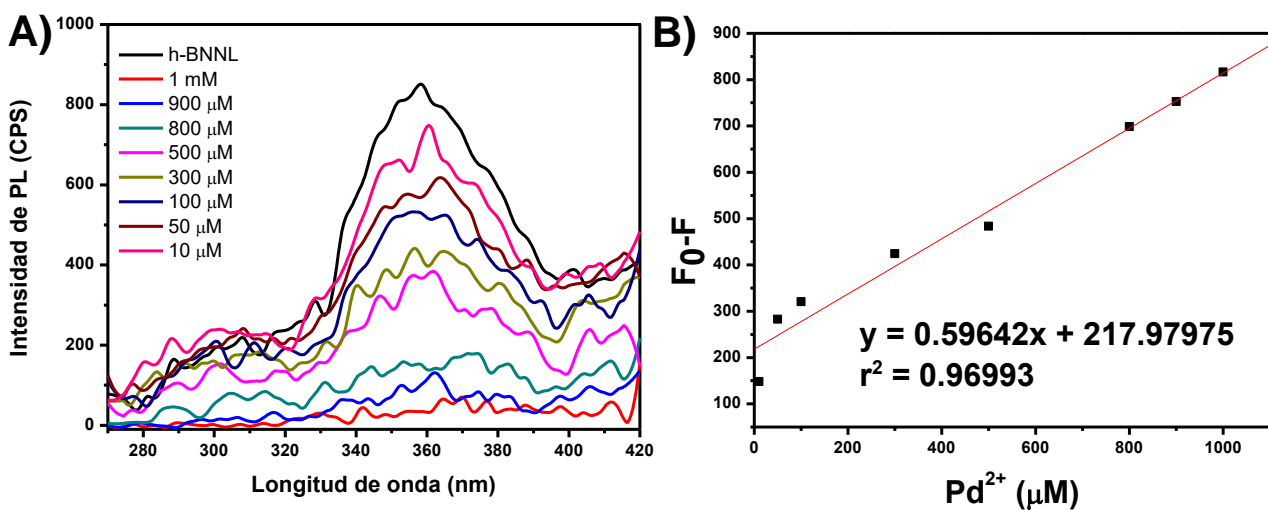 A)
1000
800
600
400
200
0
Intensidad de PL (CPS)
h-BNNL
1 mM
900 μM
800 μM
500 μM
300 μM
100 μM
50 μM
10 μM
280 300 320 340 360 380 400 420
Longitud de onda (nm)
B)
900
800
700
600
500
400
300
200
100
F0-F
y = 0.59642x + 217.97975
r² = 0.96993
0 200 400 600 800 1000
Pd²⁺ (μM)